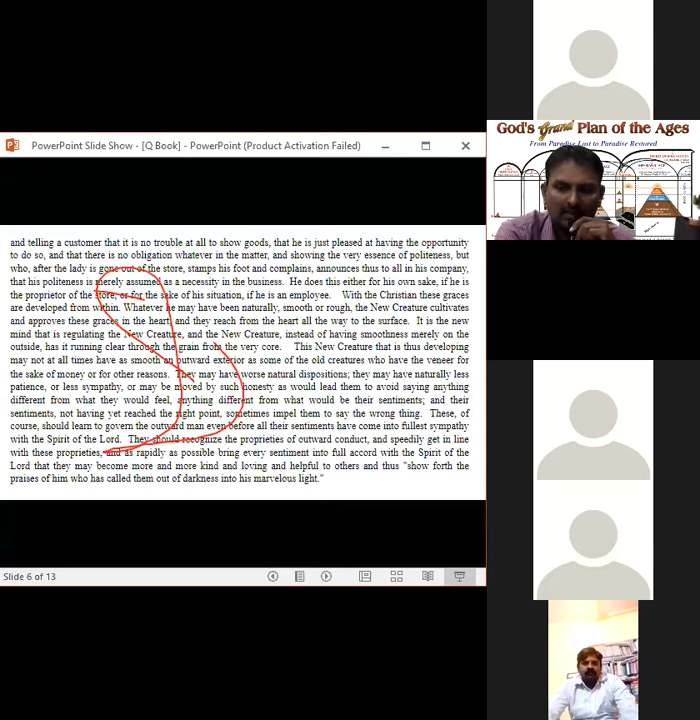 PowerPoint Slide Show - [Q Book] - PowerPoint (Product Activation Failed)
and telling a customer that it is no trouble at all to show goods, that he is just pleased at having the opportunity
to do so, and that there is no obligation whatever in the matter, and showing the very essence of politeness, but
who, after the lady is gone out of the store, stamps his foot and complains, announces thus to all in his company,
that his politeness is merely assumed as a necessity in the business. He does this either for his own sake, if he is
the proprietor of the store, or for the sake of his situation, if he is an employee. With the Christian these graces
are developed from within. Whatever he may have been naturally, smooth or rough, the New Creature cultivates
and approves these graces in the heart, and they reach from the heart all the way to the surface. It is the new
mind that is regulating the New Creature, and the New Creature, instead of having smoothness merely on the
outside, has it running clear through the grain from the very core. This New Creature that is thus developing
may not at all times have as smooth an outward exterior as some of the old creatures who have the veneer for
the sake of money or for other reasons. They may have worse natural dispositions; they may have naturally less
patience, or less sympathy, or may be moved by such honesty as would lead them to avoid saying anything
different from what they would feel, anything different from what would be their sentiments; and their
sentiments, not having yet reached the right point, sometimes impel them to say the wrong thing. These, of
course, should learn to govern the outward man even before all their sentiments have come into fullest sympathy
with the Spirit of the Lord. They should recognize the proprieties of outward conduct, and speedily get in line
with these proprieties, and as rapidly as possible bring every sentiment into full accord with the Spirit of the
Lord that they may become more and more kind and loving and helpful to others and thus "show forth the
praises of him who has called them out of darkness into his marvelous light."
Slide 6 of 13
God's Grand Plan of the Ages
From Paradise Lost to Paradise Restored